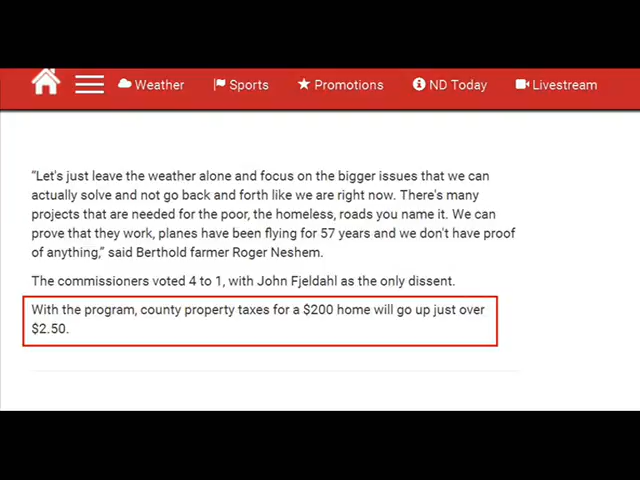 Weather Sports Promotions ND Today Livestream
“Let's just leave the weather alone and focus on the bigger issues that we can
actually solve and not go back and forth like we are right now. There's many
projects that are needed for the poor, the homeless, roads you name it. We can
prove that they work, planes have been flying for 57 years and we don't have proof
of anything,” said Berthold farmer Roger Neshem.
The commissioners voted 4 to 1, with John Fjeldahl as the only dissent.
With the program, county property taxes for a $200 home will go up just over
$2.50.